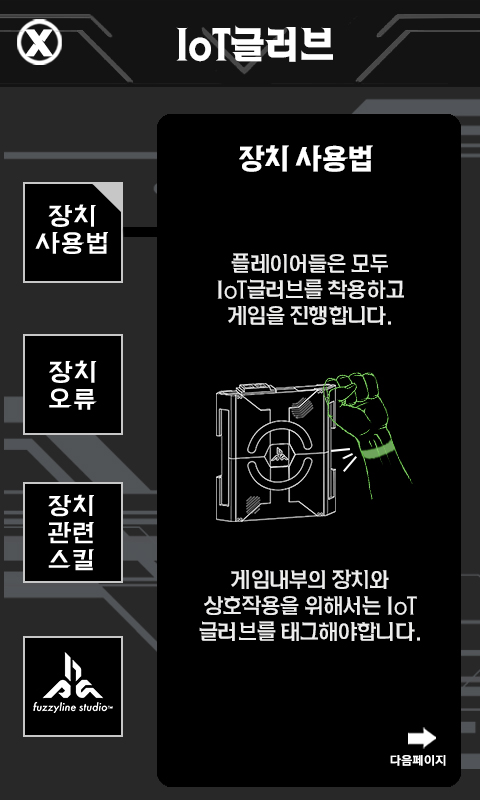 X
IoT글러브
장치 사용법
장치
사용법
플레이어들은 모두
IoT글러브를 착용하고
게임을 진행합니다.
장치
오류
장치
관련
스킬
게임내부의 장치와
상호작용을 위해서는 IoT
글러브를 태그해야합니다.
fuzzyline studio™
다음페이지